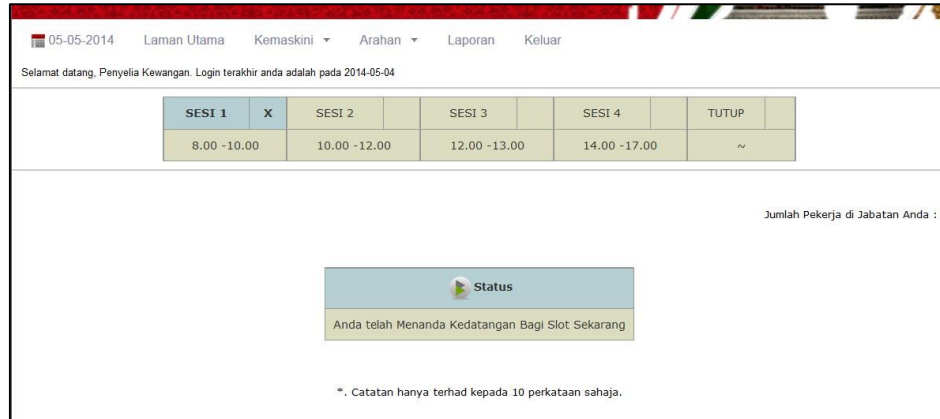 05-05-2014 Laman Utama Kemaskini Arahan Laporan Keluar
Selamat datang, Penyelia Kewangan. Login terakhir anda adalah pada 2014-05-04
SESI 1 X SESI 2 SESI 3 SESI 4 TUTUP
8.00 -10.00 10.00 -12.00 12.00 -13.00 14.00 -17.00 ~
Jumlah Pekerja di Jabatan Anda :
Status
Anda telah Menanda Kedatangan Bagi Slot Sekarang
*. Catatan hanya terhad kepada 10 perkataan sahaja.